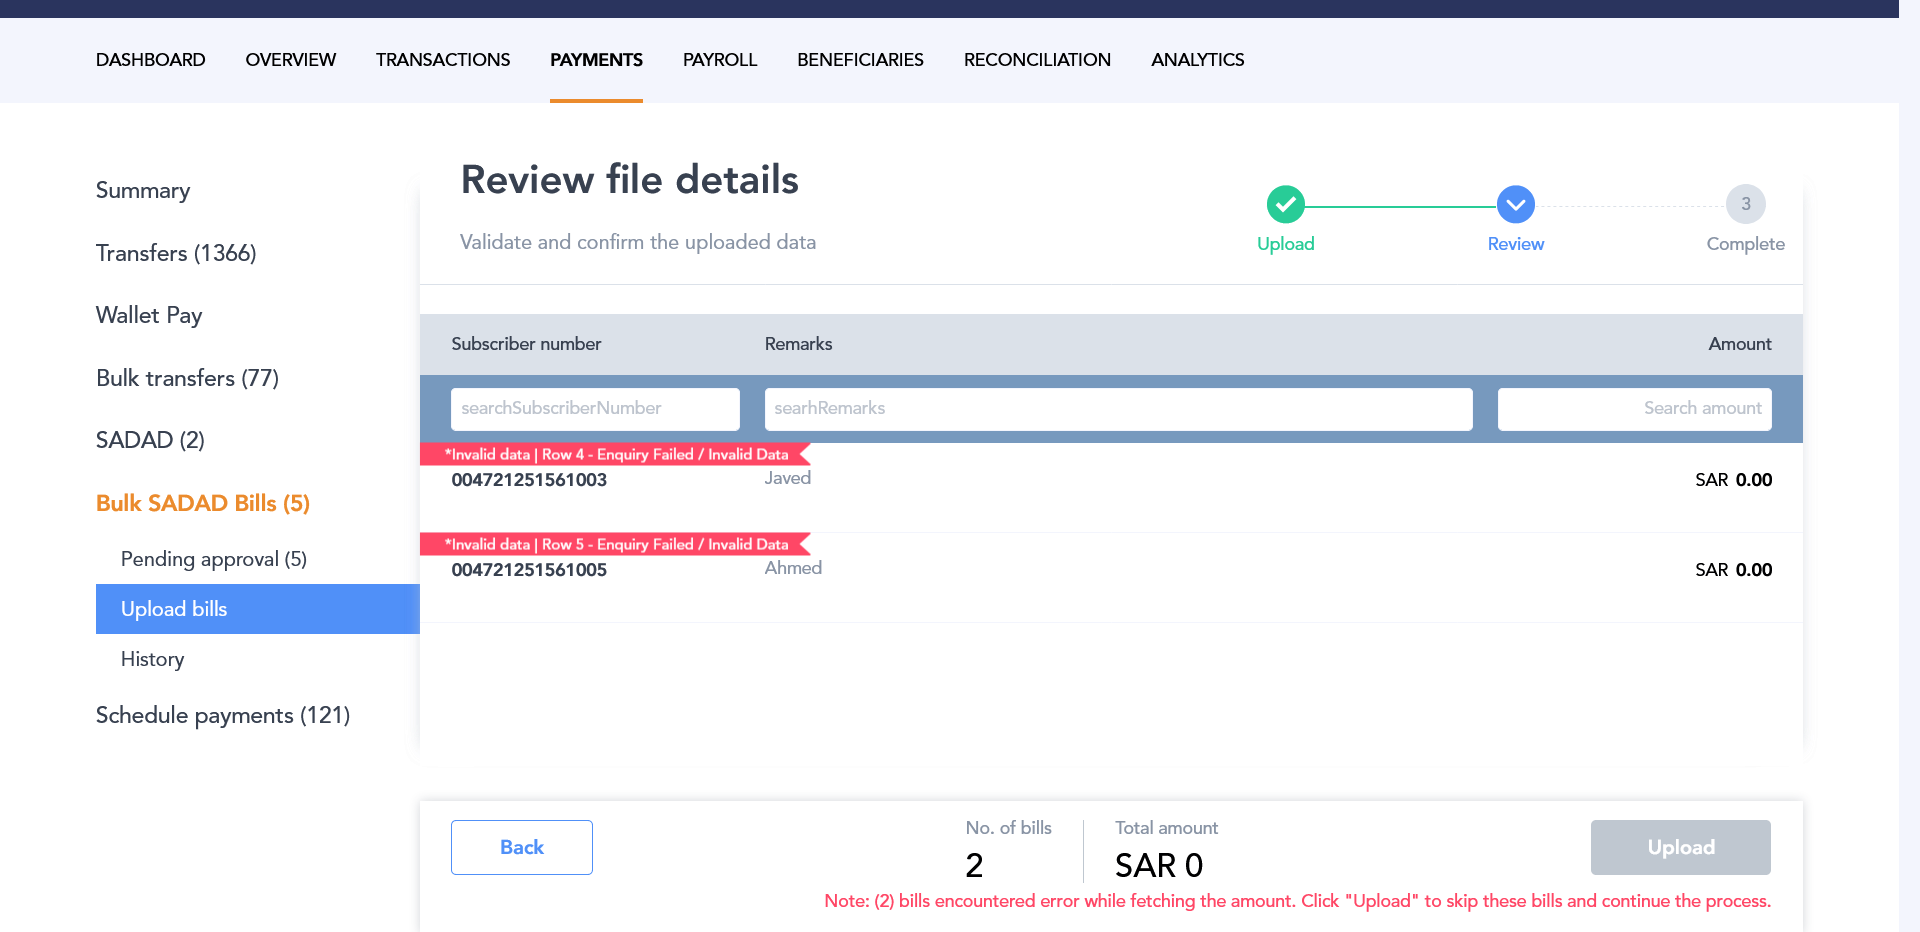 DASHBOARD OVERVIEW TRANSACTIONS PAYMENTS PAYROLL BENEFICIARIES RECONCILIATION ANALYTICS
Summary
Transfers (1366)
Wallet Pay
Bulk transfers (77)
SADAD (2)
Bulk SADAD Bills (5)
Pending approval (5)
Upload bills
History
Schedule payments (121)
Review file details
Validate and confirm the uploaded data
3
Upload Review Complete
Subscriber number Remarks Amount
searchSubscriberNumber searhRemarks Search amount
*Invalid data | Row 4 - Enquiry Failed / Invalid Data
004721251561003 Javed SAR 0.00
*Invalid data | Row 5 - Enquiry Failed / Invalid Data
004721251561005 Ahmed SAR 0.00
Back
No. of bills
2
Total amount
SAR 0
Upload
Note: (2) bills encountered error while fetching the amount. Click "Upload" to skip these bills and continue the process.